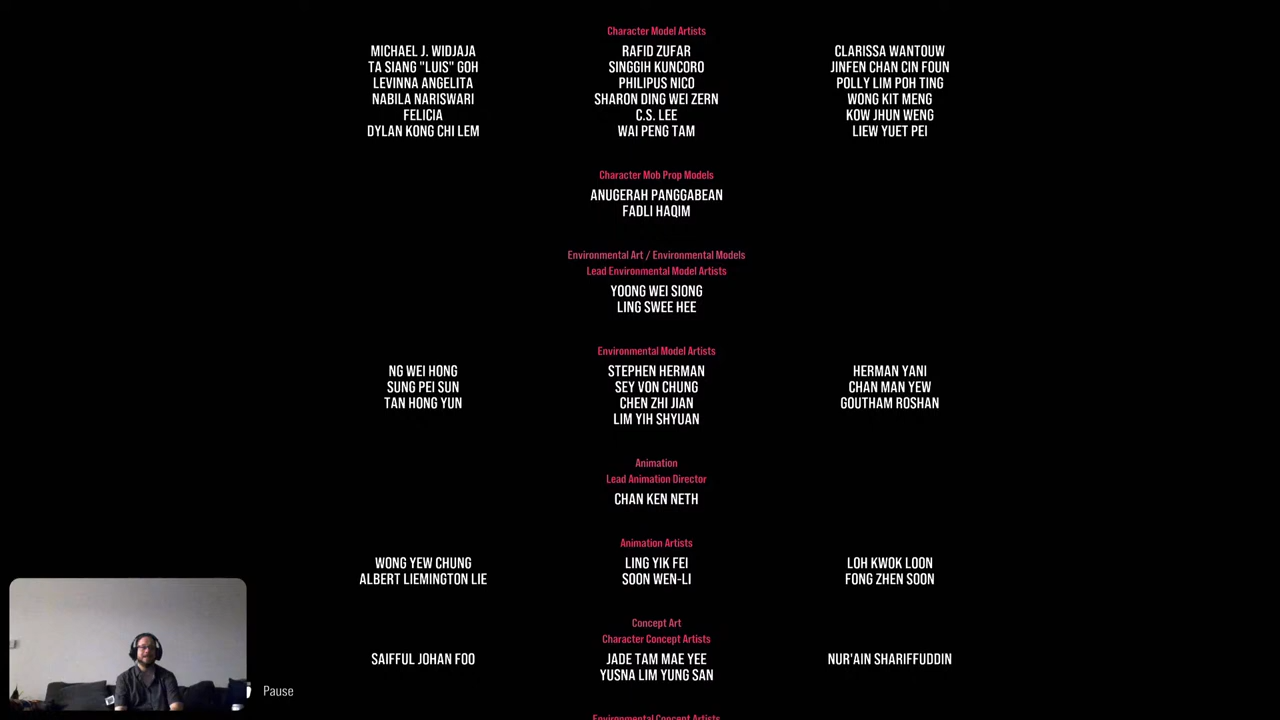 Character Model Artists
MICHAEL J. WIDJAJA RAFID ZUFAR CLARISSA WANTOUW
TA SIANG "LUIS" GOH SINGGIH KUNCORO JINFEN CHAN CIN FOUN
LEVINNA ANGELITA PHILIPUS NICO POLLY LIM POH TING
NABILA NARISWARI SHARON DING WEI ZERN WONG KIT MENG
FELICIA C.S. LEE KOW JHUN WENG
DYLAN KONG CHI LEM WAI PENG TAM LIEW YUET PEI
Character Mob Prop Models
ANUGERAH PANGGABEAN
FADLI HAQIM
Environmental Art / Environmental Models
Lead Environmental Model Artists
YOONG WEI SIONG
LING SWEE HEE
Environmental Model Artists
NG WEI HONG STEPHEN HERMAN HERMAN YANI
SUNG PEI SUN SEY VON CHUNG CHAN MAN YEW
TAN HONG YUN CHEN ZHI JIAN GOUTHAM ROSHAN
LIM YIH SHYUAN
Animation
Lead Animation Director
CHAN KEN NETH
Animation Artists
WONG YEW CHUNG LING YIK FEI LOH KWOK LOON
ALBERT LIEMINGTON LIE SOON WEN-LI FONG ZHEN SOON
Concept Art
Character Concept Artists
SAIFFUL JOHAN FOO JADE TAM MAE YEE NUR'AIN SHARIFFUDDIN
YUSNA LIM YUNG SAN
Pause
Environmental Concept Artists